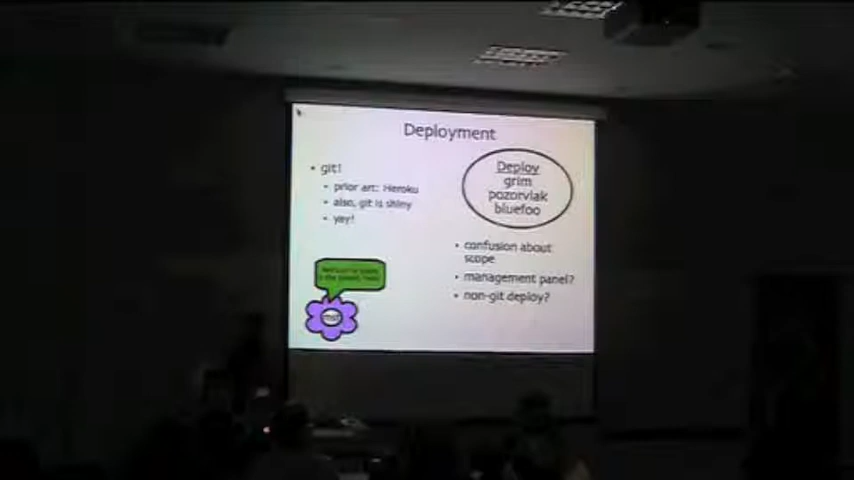 Deployment
• git!
• prior art: Heroku
• also, git is shiny
• yay!
Deploy
grim
pozorvlak
bluefoo
• confusion about
scope
• management panel?
• non-git deploy?
mst